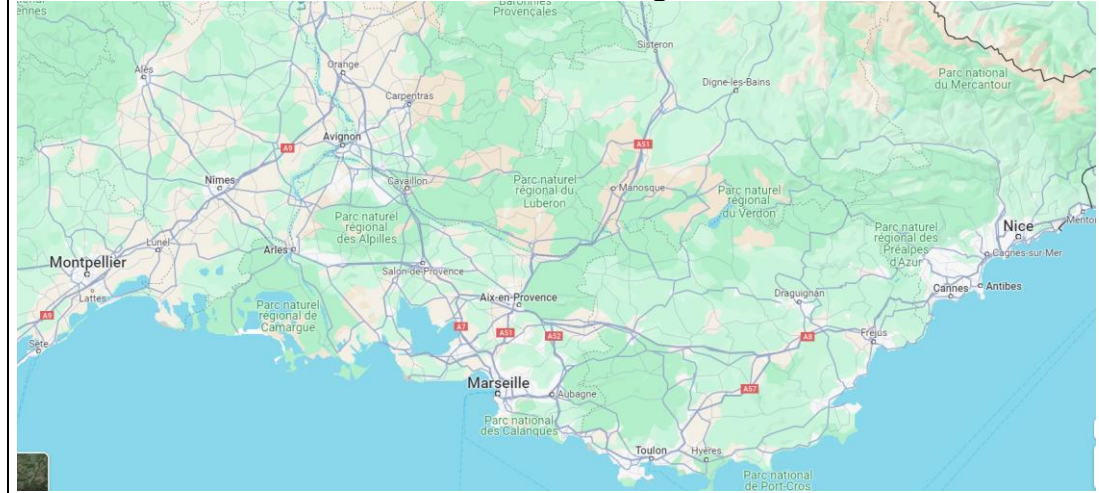 ennes
Baronnies
Provençales
Sisteron
Alès
Orange
Digne-les-Bains
Parc national
du Mercantour
Carpentras
A9
Avignon
A51
Nîmes
Cavaillon
Parc naturel
régional du
Luberon
Manosque
Parc naturel
régional
du Verdon
Parc naturel
régional
des Alpilles
Menton
Nice
Parc naturel
régional des
Préalpes
d'Azur
Cagnes-sur-Mer
Lunel
Arles
Montpellier
Salon-de-Provence
Lattes
Cannes
Antibes
Draguignan
Aix-en-Provence
Parc naturel
régional de
Camargue
A9
A7
A51
A52
A8
Fréjus
Sète
Marseille
A57
Aubagne
Parc national
des Calanques
Toulon
Hyères
Parc national
de Port-Cros